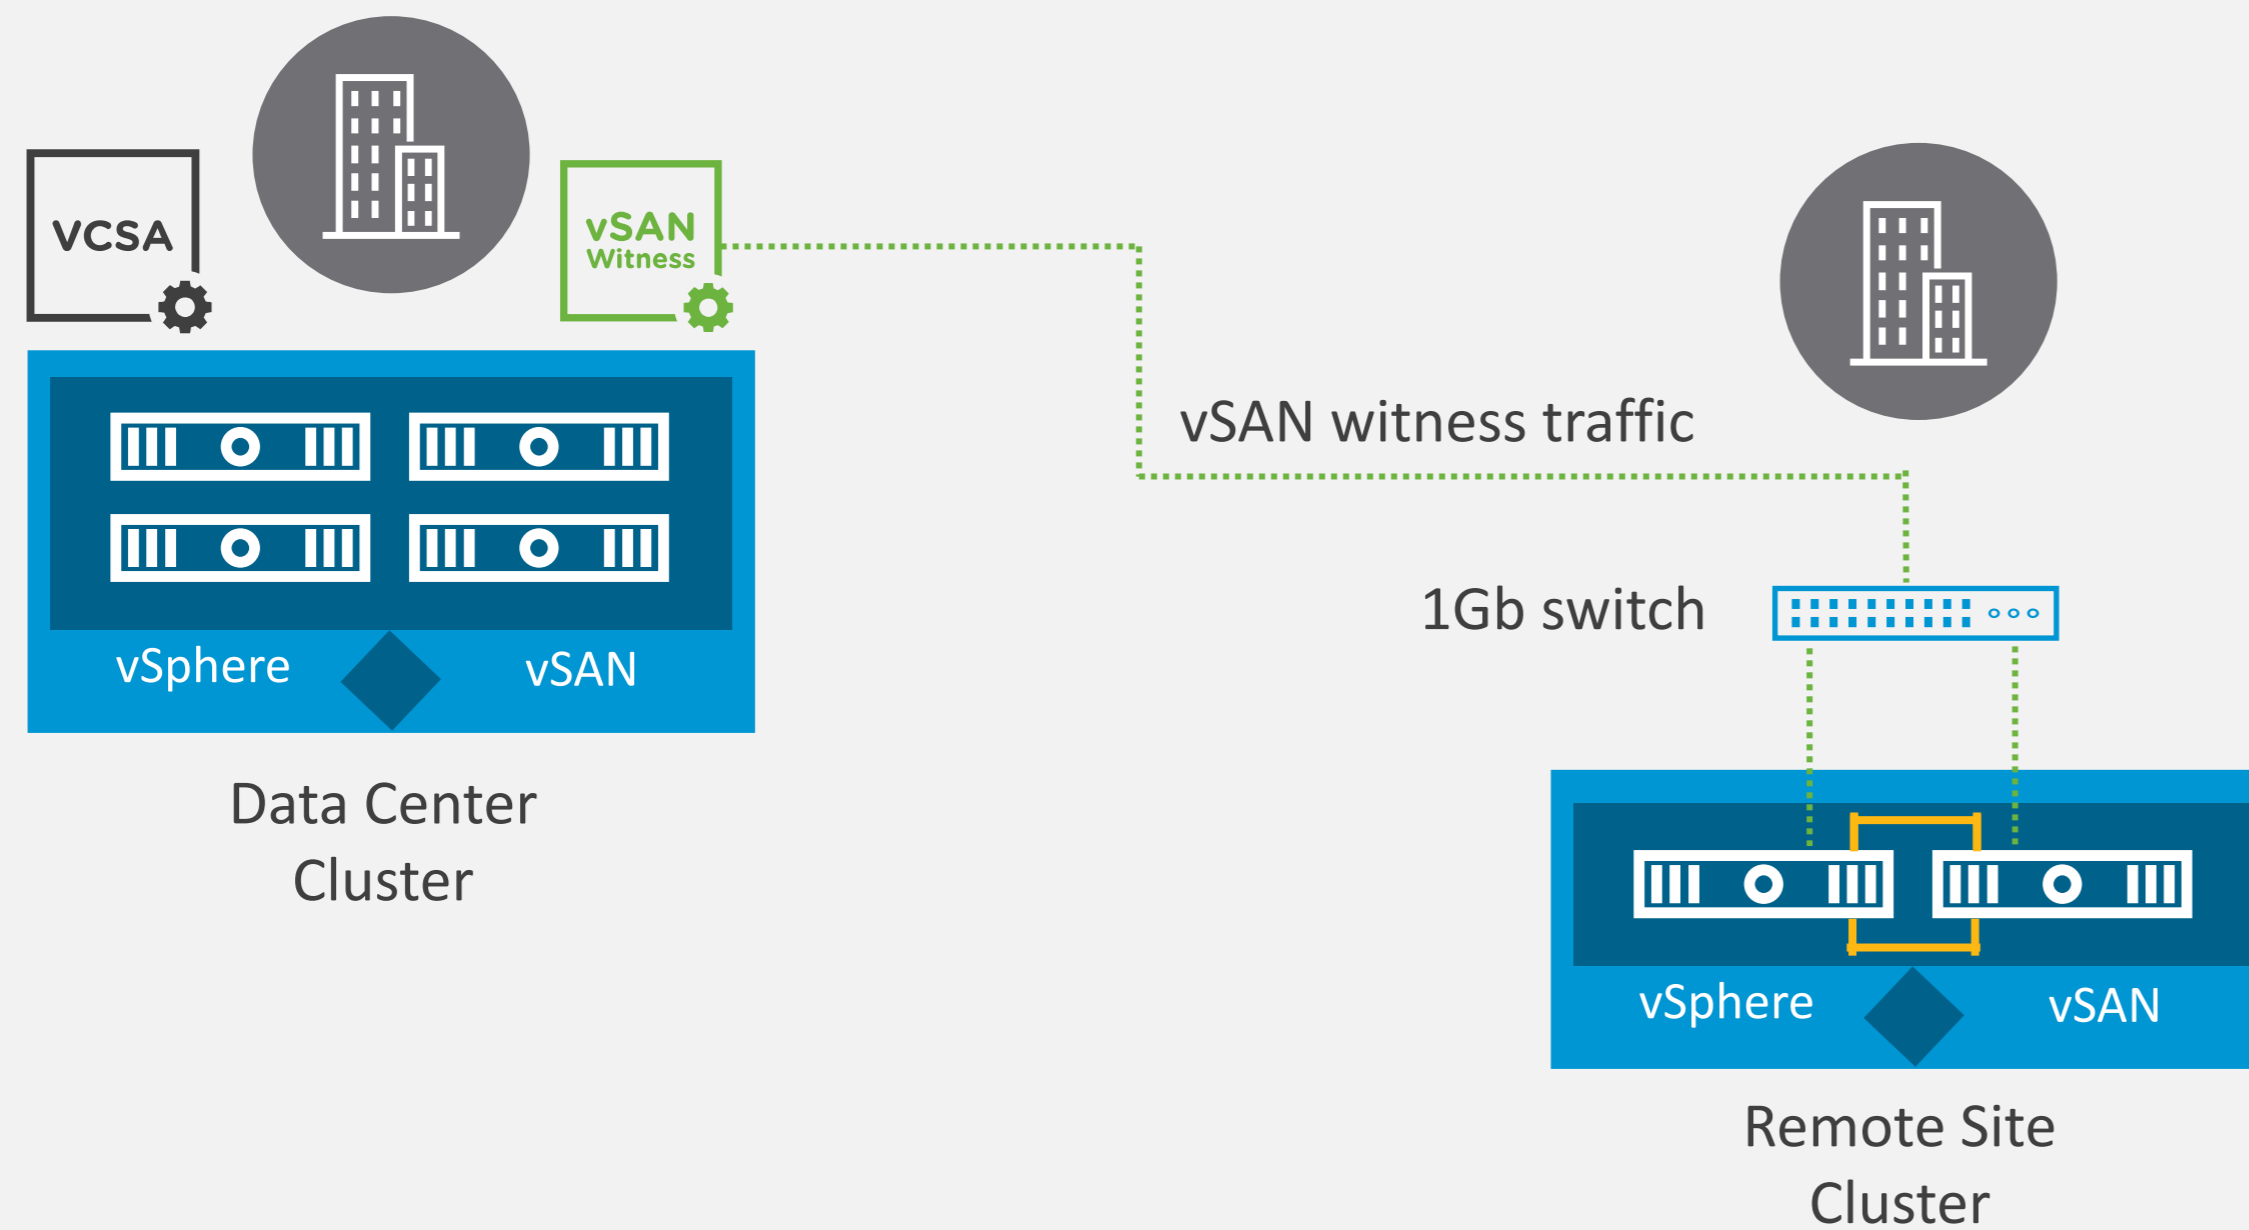 VCSA
vSAN
Witness
vSphere
vSAN
Data Center
Cluster
vSAN witness traffic
1Gb switch
vSphere
vSAN
Remote Site
Cluster